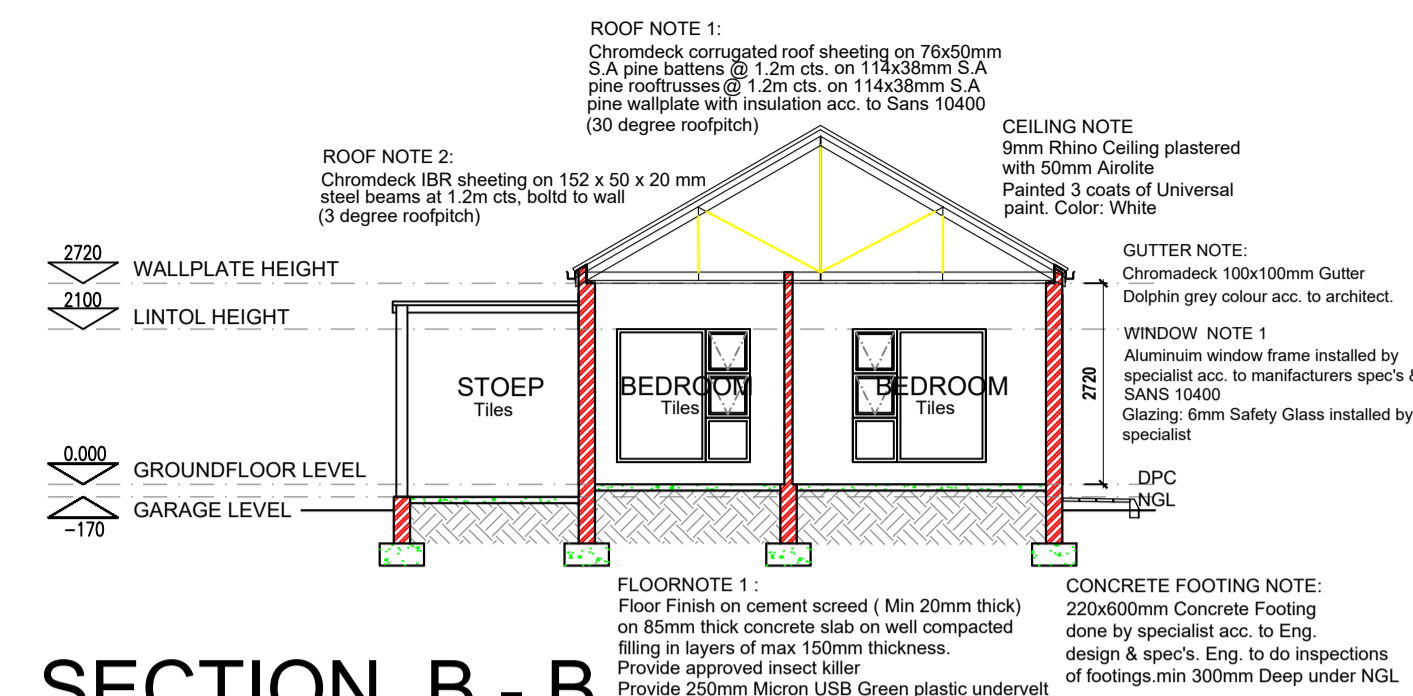 ROOF NOTE 1:
Chromdeck corrugated roof sheeting on 76x50mm
S.A pine battens @ 1.2m cts. on 114x38mm S.A
pine rooftrusses@ 1.2m cts. on 114x38mm S.A
pine wallplate with insulation acc. to Sans 10400
(30 degree roofpitch)
ROOF NOTE 2:
Chromdeck IBR sheeting on 152 x 50 x 20 mm
steel beams at 1.2m cts, boltd to wall
(3 degree roofpitch)
CEILING NOTE
9mm Rhino Ceiling plastered
with 50mm Airolite
Painted 3 coats of Universal
paint. Color: White
GUTTER NOTE:
Chromadeck 100x100mm Gutter
Dolphin grey colour acc. to architect.
WINDOW NOTE 1
Aluminuim window frame installed by
specialist acc. to manifacturers spec's &
SANS 10400
Glazing: 6mm Safety Glass installed by
specialist
2720
WALLPLATE HEIGHT
2100
LINTOL HEIGHT
0.000
GROUNDFLOOR LEVEL
GARAGE LEVEL
-170
STOEP
Tiles
BEDROOM
Tiles
BEDROOM
Tiles
2720
DPC
NGL
FLOORNOTE 1 :
Floor Finish on cement screed ( Min 20mm thick)
on 85mm thick concrete slab on well compacted
filling in layers of max 150mm thickness.
Provide approved insect killer
Provide 250mm Micron USB Green plastic undervelt
CONCRETE FOOTING NOTE:
220x600mm Concrete Footing
done by specialist acc. to Eng.
design & spec's. Eng. to do inspections
of footings.min 300mm Deep under NGL
SECTION B - B